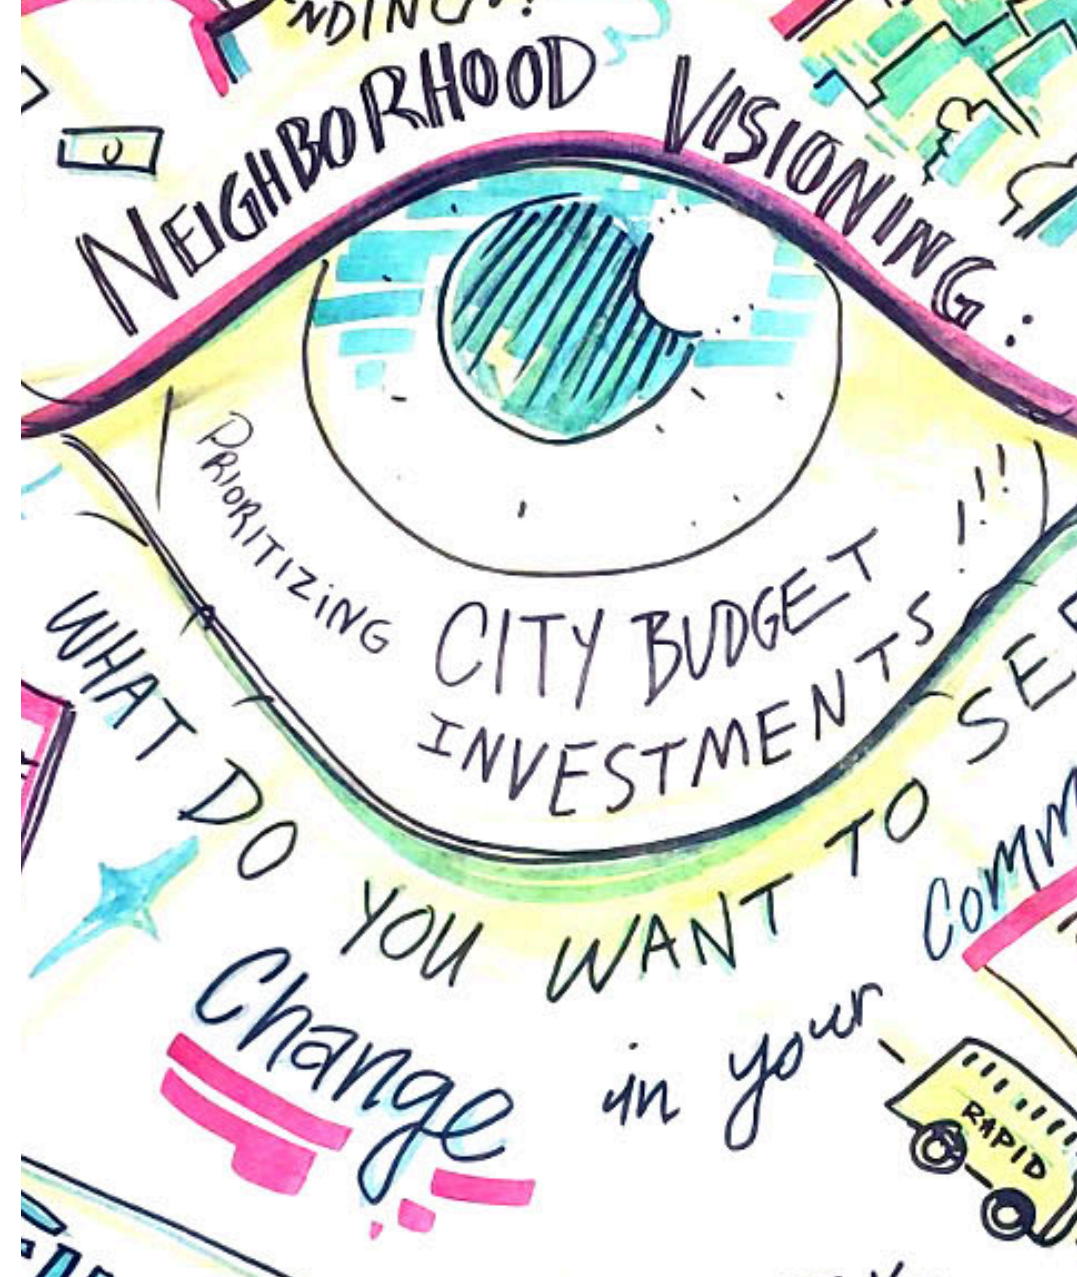 NEIGHBORHOOD VISIONING:
PRIORITIZING
CITY BUDGET
INVESTMENTS !!!
WHAT DO YOU WANT TO
Change in your
RAPID